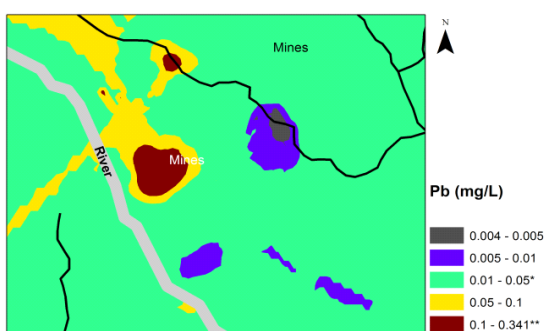 N
Mines
Mines
River
Pb (mg/L)
0.004 - 0.005
0.005 - 0.01
0.01 - 0.05*
0.05 - 0.1
0.1 - 0.341**